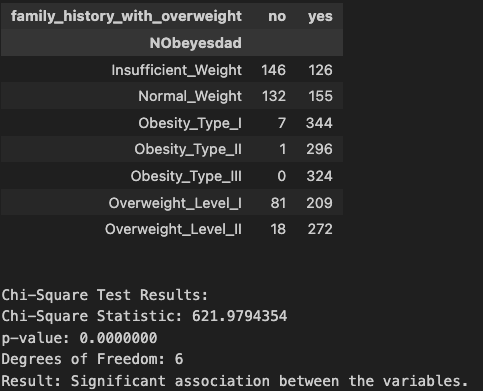 family_history_with_overweight no yes
NObeyesdad
Insufficient_Weight 146 126
Normal_Weight 132 155
Obesity_Type_I 7 344
Obesity_Type_II 1 296
Obesity_Type_III 0 324
Overweight_Level_I 81 209
Overweight_Level_II 18 272
Chi-Square Test Results:
Chi-Square Statistic: 621.9794354
p-value: 0.0000000
Degrees of Freedom: 6
Result: Significant association between the variables.